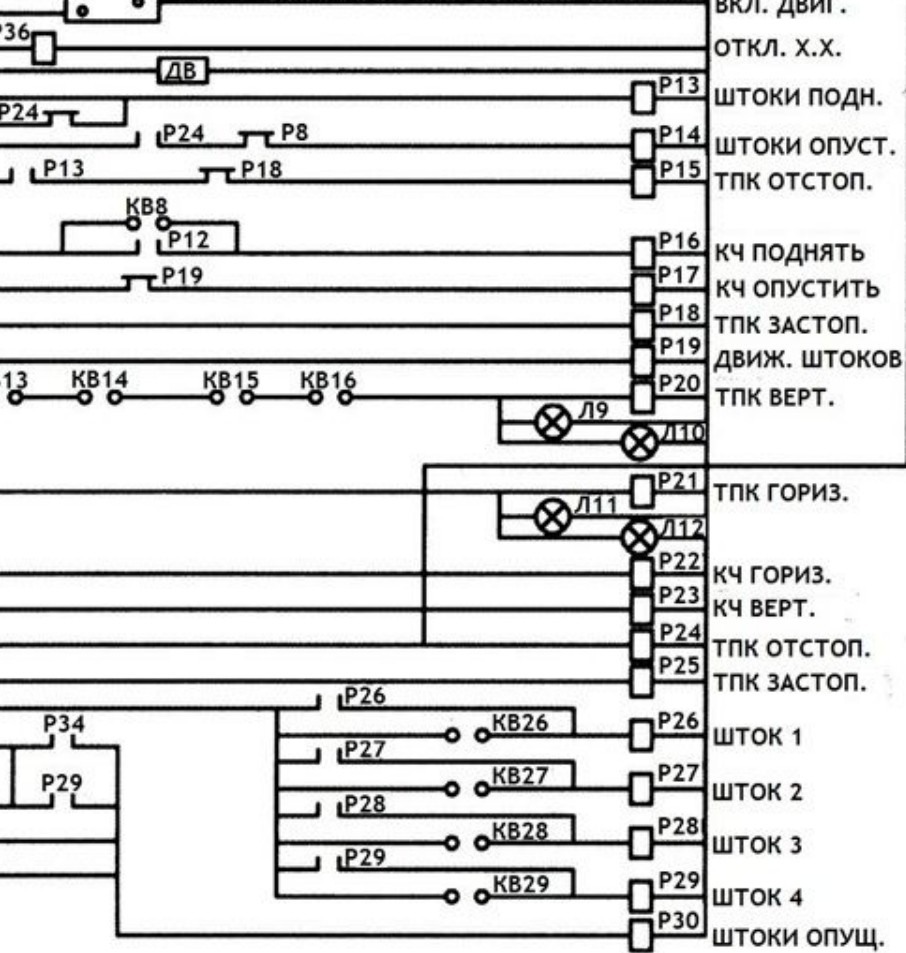 ВКЛ. ДВИГ.
Р36 ОТКЛ. Х.Х.
ДВ
Р13 ШТОКИ ПОДН.
Р24
Р24 Р8 Р14 ШТОКИ ОПУСТ.
Р13 Р18 Р15 ТПК ОТСТОП.
КВ8
Р12 Р16 КЧ ПОДНЯТЬ
Р19 Р17 КЧ ОПУСТИТЬ
Р18 ТПК ЗАСТОП.
Р19 ДВИЖ. ШТОКОВ
13 КВ14 КВ15 КВ16 Р20 ТПК ВЕРТ.
Л9
Л10
Р21 ТПК ГОРИЗ.
Л11
Л12
Р22 КЧ ГОРИЗ.
Р23 КЧ ВЕРТ.
Р24 ТПК ОТСТОП.
Р25 ТПК ЗАСТОП.
Р26
Р34 КВ26 Р26 ШТОК 1
Р27
Р29 КВ27 Р27 ШТОК 2
Р28
КВ28 Р28 ШТОК 3
Р29
КВ29 Р29 ШТОК 4
Р30 ШТОКИ ОПУЩ.